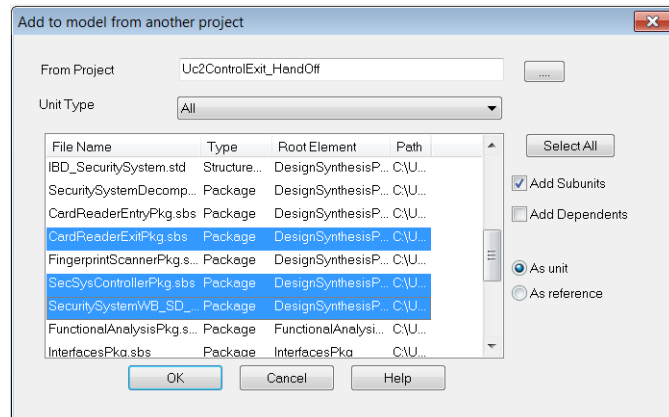 Add to model from another project
From Project Uc2ControlExit_HandOff ....
Unit Type All
File Name Type Root Element Path Select All
IBD_SecuritySystem.std Structure... DesignSynthesisP... C:\U...
SecuritySystemDecomp... Package DesignSynthesisP... C:\U... Add Subunits
CardReaderEntryPkg.sbs Package DesignSynthesisP... C:\U... Add Dependents
CardReaderExitPkg.sbs Package DesignSynthesisP... C:\U...
FingerprintScannerPkg.s... Package DesignSynthesisP... C:\U... As unit
SecSysControllerPkg.sbs Package DesignSynthesisP... C:\U... As reference
SecuritySystemWB_SD_... Package DesignSynthesisP... C:\U...
FunctionalAnalysisPkg.s... Package FunctionalAnalysi... C:\U...
InterfacesPkg.sbs Package InterfacesPkg C:\U...
OK Cancel Help